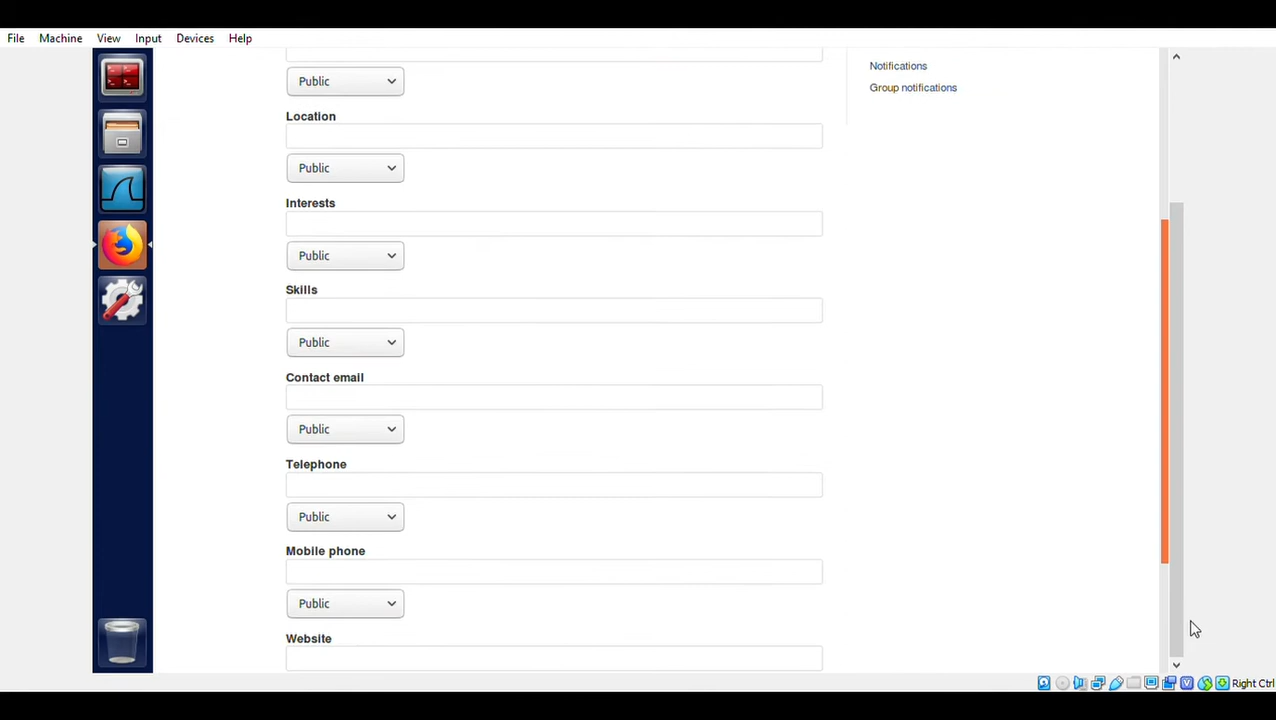 File Machine View Input Devices Help
Notifications
Public
Group notifications
Location
Public
Interests
Public
Skills
Public
Contact email
Public
Telephone
Public
Mobile phone
Public
Website
Right Ctrl